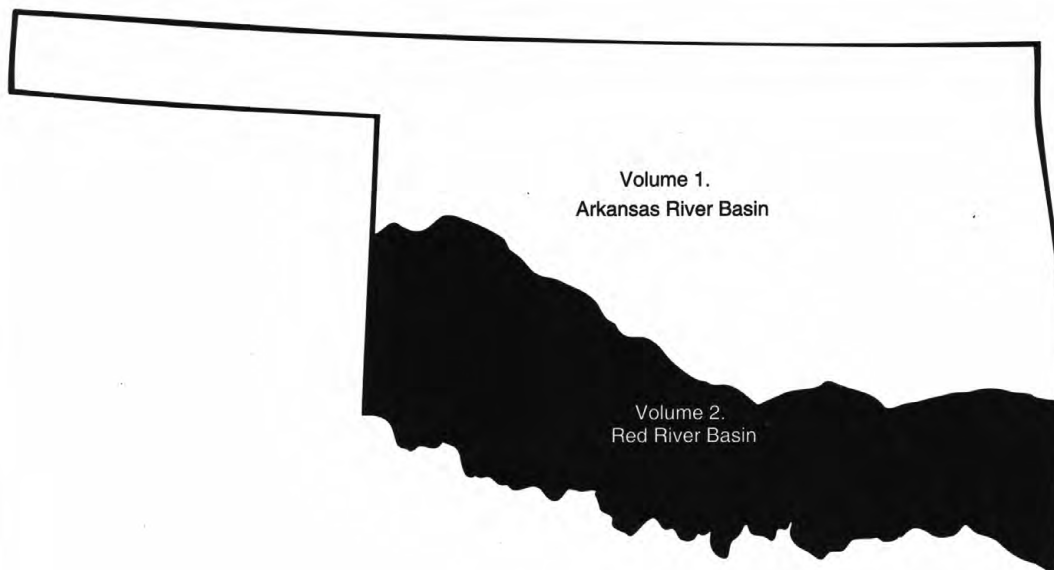 Volume 1.
Arkansas River Basin
Volume 2.
Red River Basin